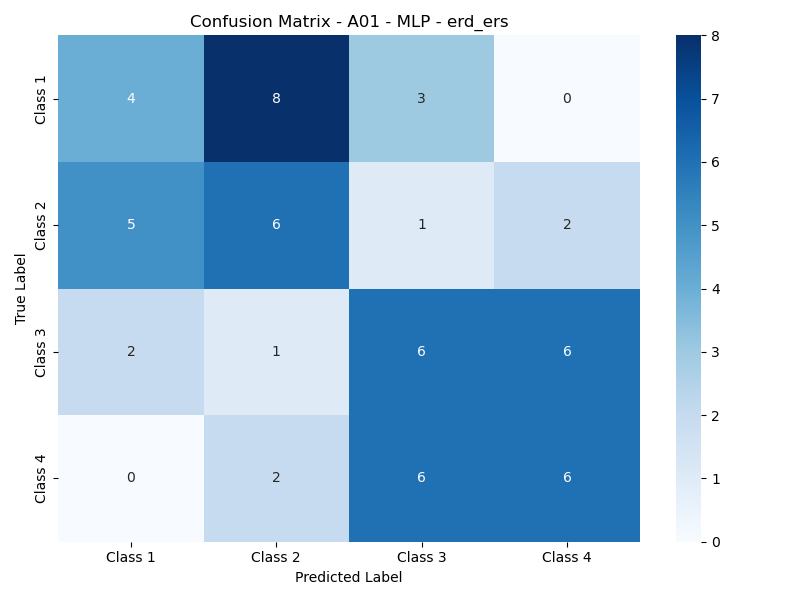 Confusion Matrix - A01 - MLP - erd_ers
True Label
Class 1
4 8 3 0
Class 2
5 6 1 2
Class 3
2 1 6 6
Class 4
0 2 6 6
Class 1 Class 2 Class 3 Class 4
Predicted Label
8
7
6
5
4
3
2
1
0